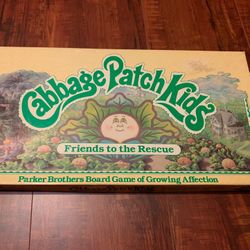 Cabbage Patch Kids
Friends to the Rescue
Parker Brothers Board Game of Growing Affection